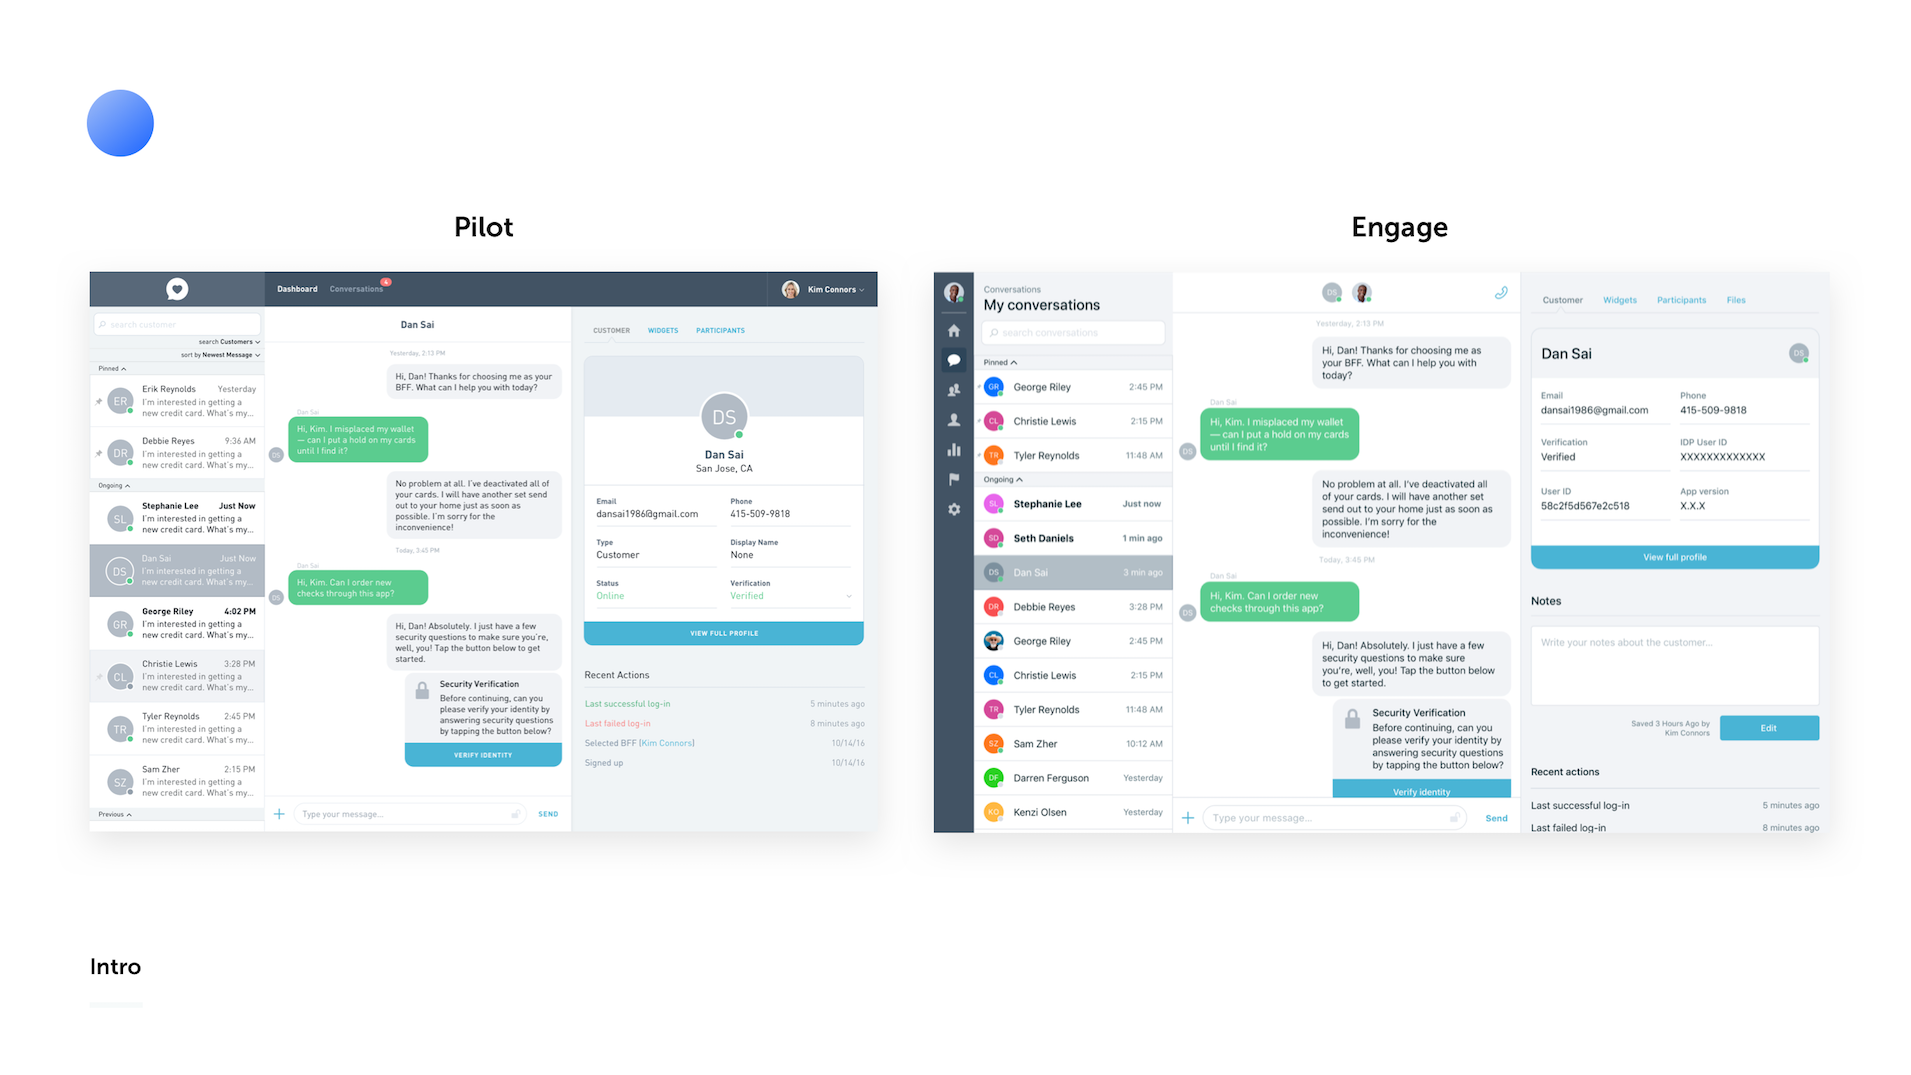 Pilot
Engage
Dashboard
Conversations
4
Kim Connors
search customer
search Customers
sort by Newest Message
Pinned
ER
Erik Reynolds
Yesterday
I'm interested in getting a
new credit card. What's my...
DR
Debbie Reyes
9:36 AM
I'm interested in getting a
new credit card. What's my...
Ongoing
SL
Stephanie Lee
Just Now
I'm interested in getting a
new credit card. What's my...
DS
Dan Sai
Just Now
I'm interested in getting a
new credit card. What's my...
GR
George Riley
4:02 PM
I'm interested in getting a
new credit card. What's my...
CL
Christie Lewis
3:28 PM
I'm interested in getting a
new credit card. What's my...
TR
Tyler Reynolds
2:45 PM
I'm interested in getting a
new credit card. What's my...
SZ
Sam Zher
2:15 PM
I'm interested in getting a
new credit card. What's my...
Previous
Dan Sai
Yesterday, 2:13 PM
Hi, Dan! Thanks for choosing me as your
BFF. What can I help you with today?
Dan Sai
Hi, Kim. I misplaced my wallet
— can I put a hold on my cards
until I find it?
DS
No problem at all. I've deactivated all of
your cards. I will have another set send
out to your home just as soon as
possible. I'm sorry for the
inconvenience!
Today, 3:45 PM
Dan Sai
Hi, Kim. Can I order new
checks through this app?
DS
Hi, Dan! Absolutely. I just have a few
security questions to make sure you're,
well, you! Tap the button below to get
started.
Security Verification
Before continuing, can you
please verify your identity by
answering security questions
by tapping the button below?
VERIFY IDENTITY
Type your message...
SEND
CUSTOMER
WIDGETS
PARTICIPANTS
DS
Dan Sai
San Jose, CA
Email
dansai1986@gmail.com
Phone
415-509-9818
Type
Customer
Display Name
None
Status
Online
Verification
Verified
VIEW FULL PROFILE
Recent Actions
Last successful log-in
5 minutes ago
Last failed log-in
8 minutes ago
Selected BFF (Kim Connors)
10/14/16
Signed up
10/14/16
Conversations
My conversations
search conversations
Pinned
GR
George Riley
2:45 PM
CL
Christie Lewis
2:15 PM
TR
Tyler Reynolds
11:48 AM
Ongoing
SL
Stephanie Lee
Just now
SD
Seth Daniels
1 min ago
DS
Dan Sai
3 min ago
DR
Debbie Reyes
3:28 PM
George Riley
2:45 PM
CL
Christie Lewis
2:15 PM
TR
Tyler Reynolds
11:48 AM
SZ
Sam Zher
10:12 AM
DF
Darren Ferguson
Yesterday
KO
Kenzi Olsen
Yesterday
DS
Yesterday, 2:13 PM
Hi, Dan! Thanks for choosing me as
your BFF. What can I help you with
today?
Dan Sai
Hi, Kim. I misplaced my wallet
— can I put a hold on my cards
until I find it?
DS
No problem at all. I've deactivated all
of your cards. I will have another set
send out to your home just as soon as
possible. I'm sorry for the
inconvenience!
Today, 3:45 PM
Dan Sai
Hi, Kim. Can I order new
checks through this app?
DS
Hi, Dan! Absolutely. I just have a few
security questions to make sure
you're, well, you! Tap the button below
to get started.
Security Verification
Before continuing, can you
please verify your identity by
answering security questions
by tapping the button below?
Verify identity
Type your message...
Send
Customer
Widgets
Participants
Files
Dan Sai
DS
Email
dansai1986@gmail.com
Phone
415-509-9818
Verification
Verified
IDP User ID
XXXXXXXXXXXXX
User ID
58c2f5d567e2c518
App version
X.X.X
View full profile
Notes
Write your notes about the customer...
Saved 3 Hours Ago by
Kim Connors
Edit
Recent actions
Last successful log-in
5 minutes ago
Last failed log-in
8 minutes ago
Intro